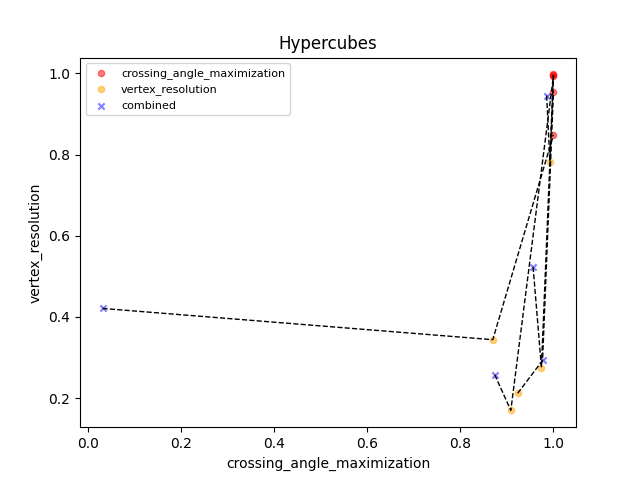 Hypercubes
crossing_angle_maximization
vertex_resolution
combined
1.0
0.8
0.6
0.4
0.2
vertex_resolution
0.0 0.2 0.4 0.6 0.8 1.0
crossing_angle_maximization